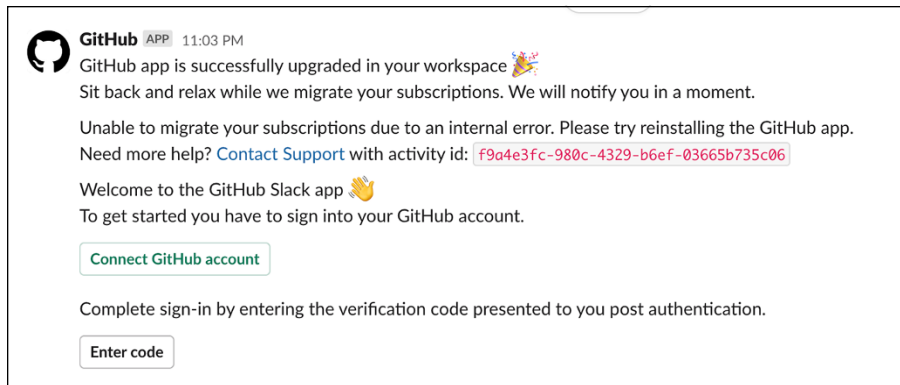 GitHub APP 11:03 PM
GitHub app is successfully upgraded in your workspace 🎉
Sit back and relax while we migrate your subscriptions. We will notify you in a moment.
Unable to migrate your subscriptions due to an internal error. Please try reinstalling the GitHub app.
Need more help? Contact Support with activity id: f9a4e3fc-980c-4329-b6ef-03665b735c06
Welcome to the GitHub Slack app 👋
To get started you have to sign into your GitHub account.
Connect GitHub account
Complete sign-in by entering the verification code presented to you post authentication.
Enter code